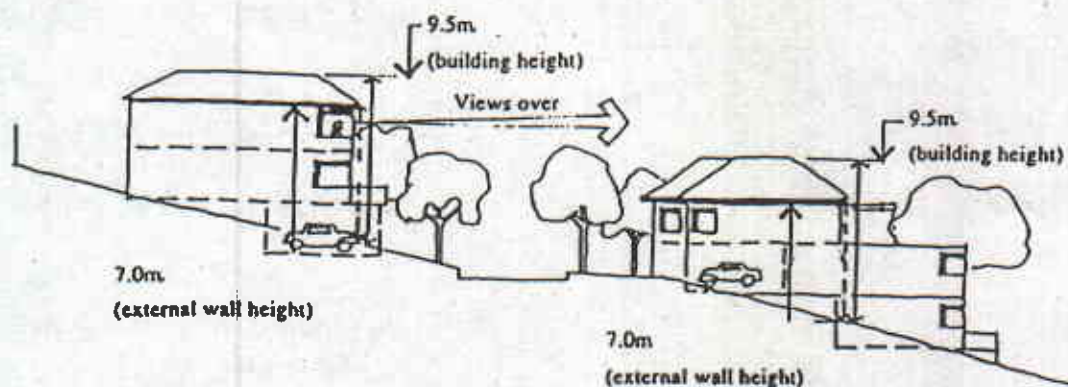 9.5m.
(building height)
Views over
9.5m.
(building height)
7.0m.
(external wall height)
7.0m
(external wall height)